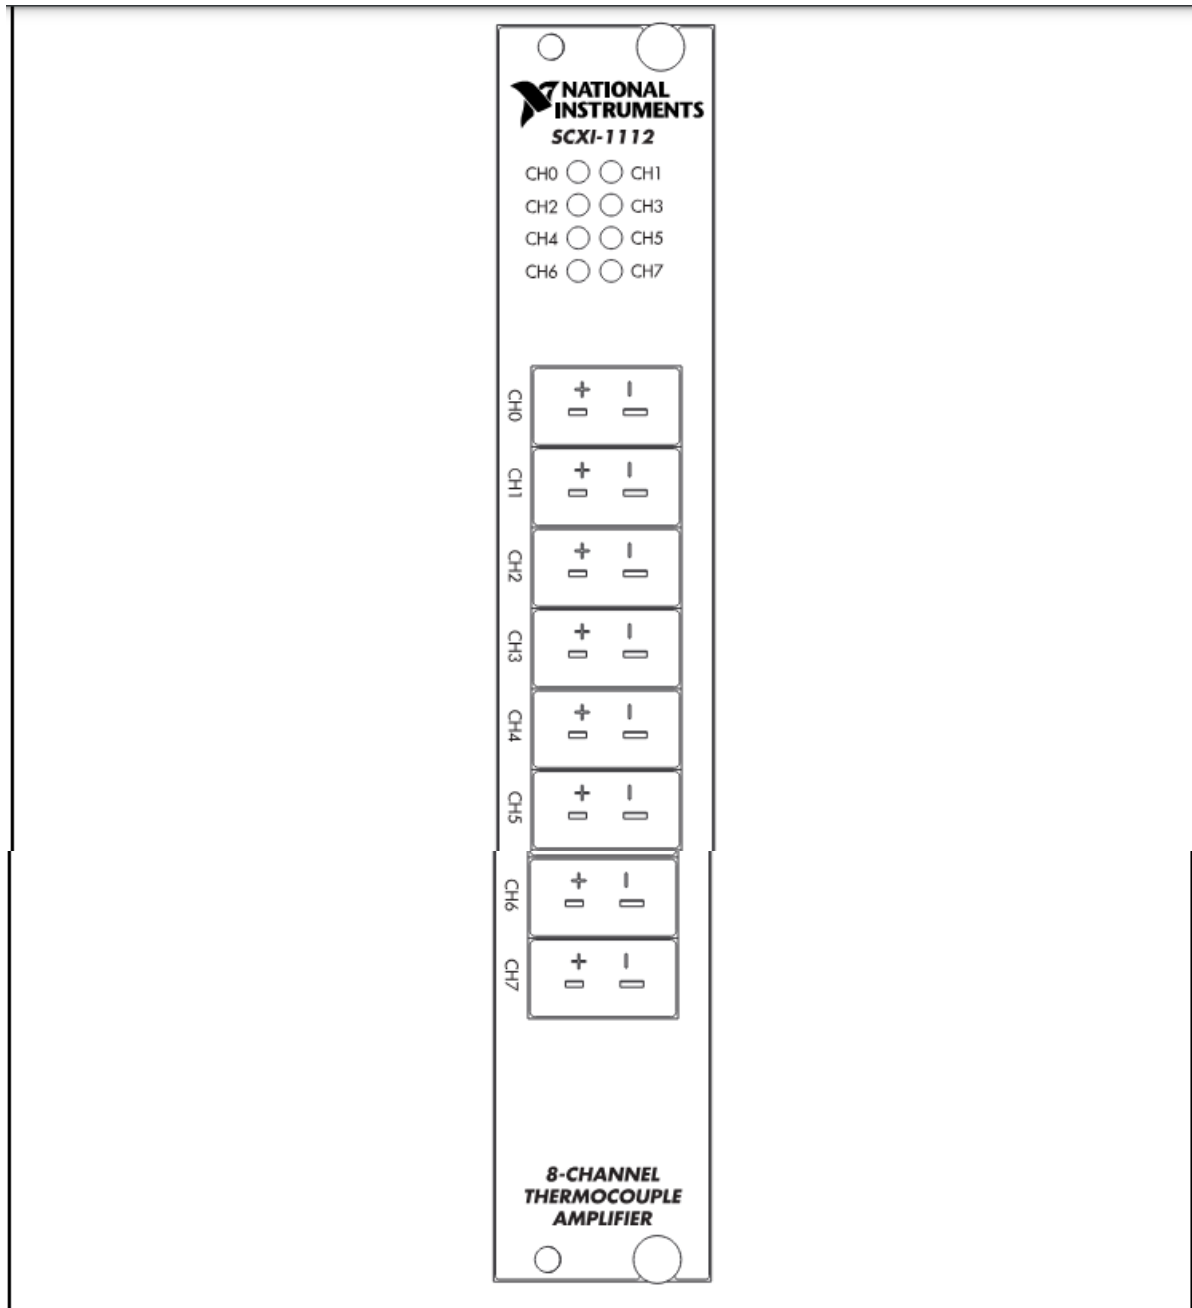 NATIONAL
INSTRUMENTS
SCXI-1112
CH0 CH1
CH2 CH3
CH4 CH5
CH6 CH7
CH0 + -
CH1 + -
CH2 + -
CH3 + -
CH4 + -
CH5 + -
CH6 + -
CH7 + -
8-CHANNEL
THERMOCOUPLE
AMPLIFIER